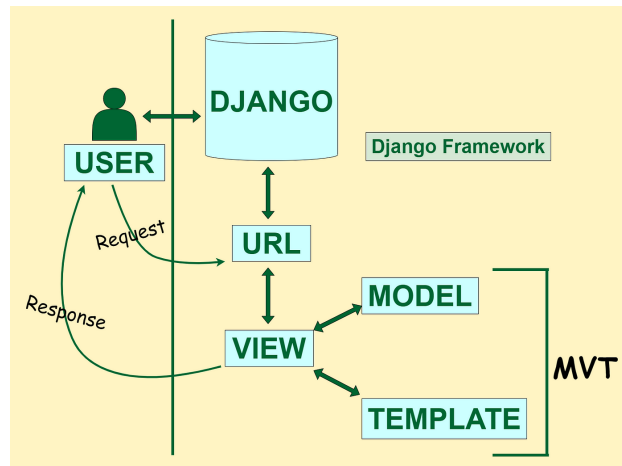 DJANGO
USER
Django Framework
Request
URL
Response
MODEL
VIEW
MVT
TEMPLATE